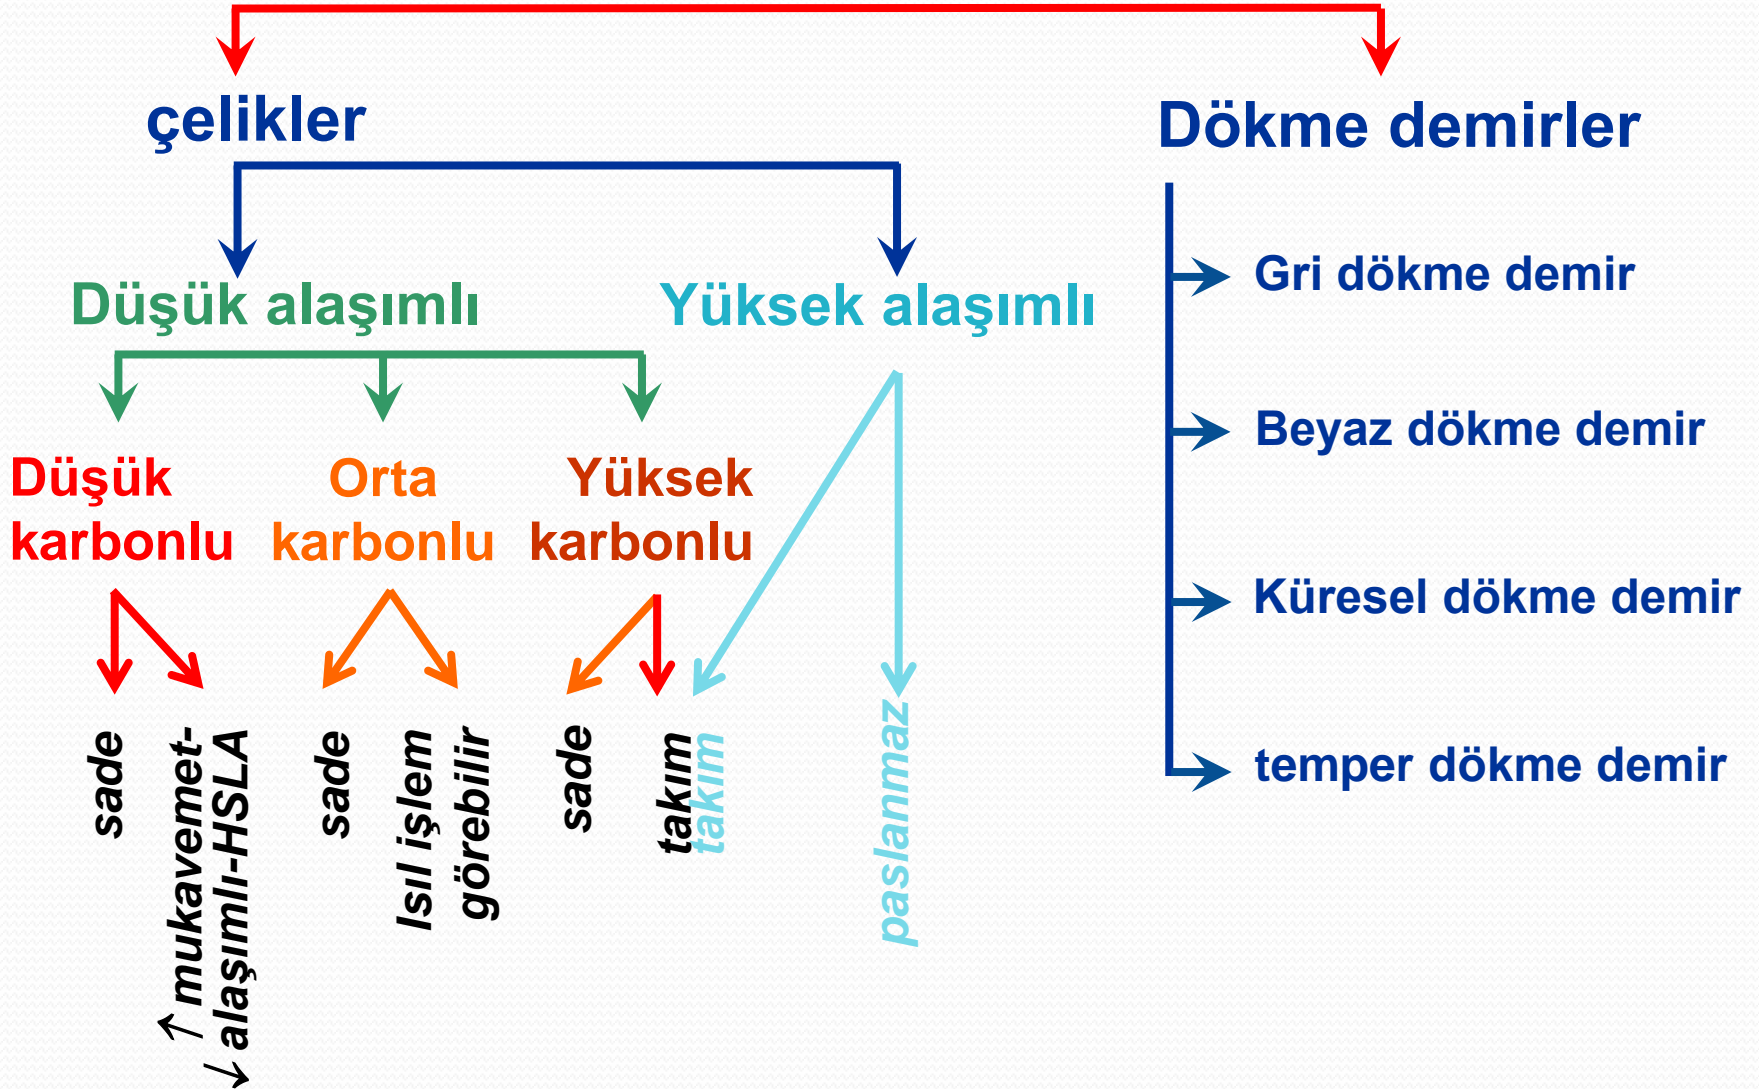 çelikler
Dökme demirler
Düşük alaşımlı
Yüksek alaşımlı
Düşük
karbonlu
Orta
karbonlu
Yüksek
karbonlu
sade
↑ mukavemet-
↓ alaşımlı-HSLA
sade
Isıl işlem
görebilir
sade
takım
takım
paslanmaz
Gri dökme demir
Beyaz dökme demir
Küresel dökme demir
temper dökme demir